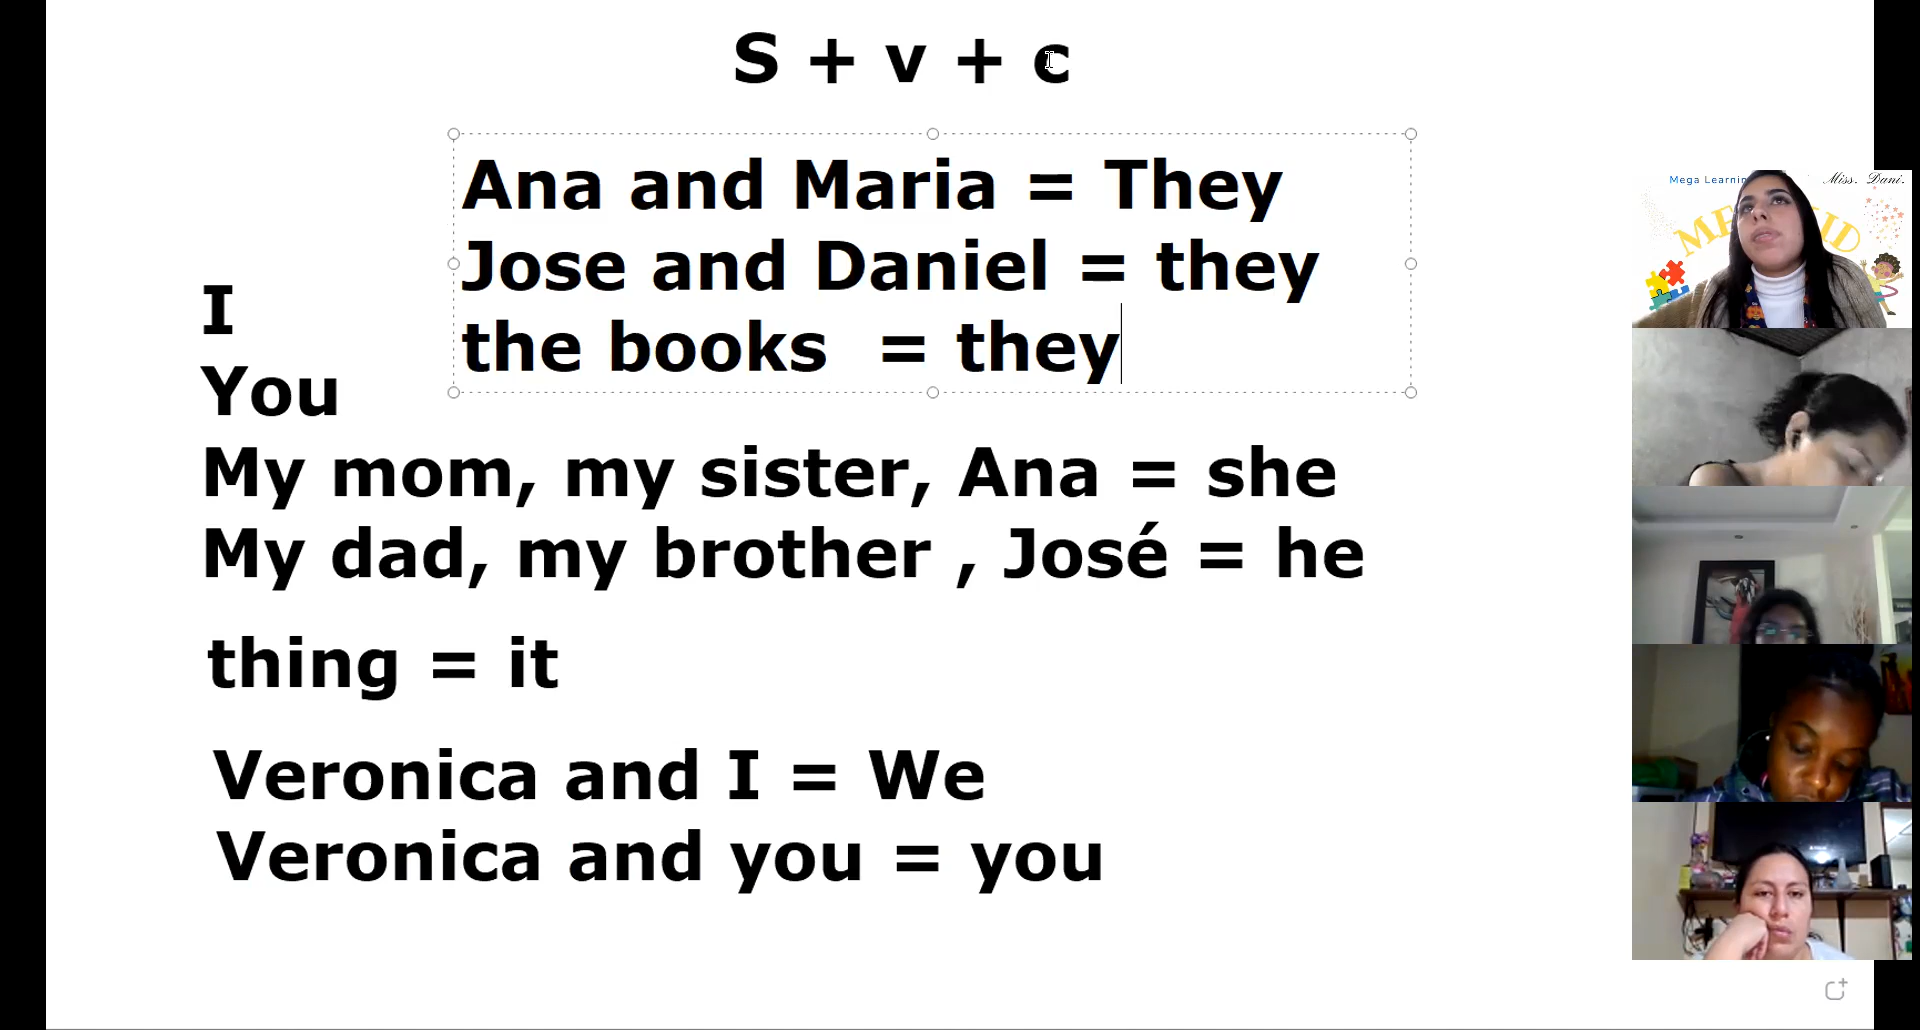 S + v + c
Ana and Maria = They
Jose and Daniel = they
the books = they
I
You
My mom, my sister, Ana = she
My dad, my brother , José = he
thing = it
Veronica and I = We
Veronica and you = you
Mega Learnin
Miss. Dani.